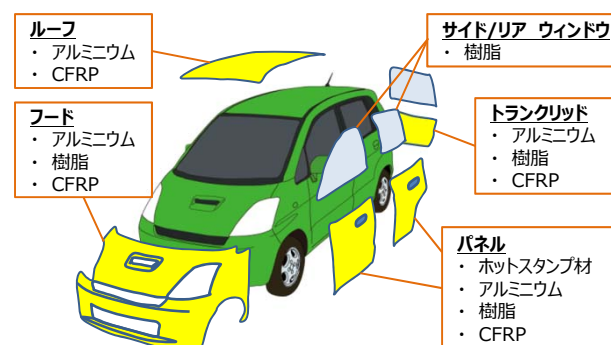 ルーフ
・ アルミニウム
・ CFRP
サイド/リア ウィンドウ
・ 樹脂
フード
・ アルミニウム
・ 樹脂
・ CFRP
トランクリッド
・ アルミニウム
・ 樹脂
・ CFRP
パネル
・ ホットスタンプ材
・ アルミニウム
・ 樹脂
・ CFRP